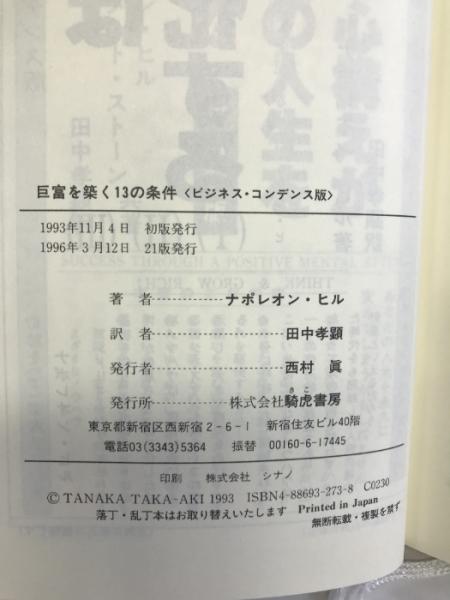 巨富を築く13の条件〈ビジネス・コンデンス版〉
1993年11月4日 初版発行
1996年3月12日 21版発行
著者……………ナポレオン・ヒル
訳者……………田中孝顕
発行者……………西村 眞
きこ
発行所……………株式会社騎虎書房
東京都新宿区西新宿2-6-1 新宿住友ビル40階
電話03(3343)5364 振替 00160-6-17445
印刷 株式会社 シナノ
©TANAKA TAKA-AKI 1993 ISBN4-88693-273-8 C0230
落丁・乱丁本はお取り替えいたします Printed in Japan
無断転載・複製を禁ず